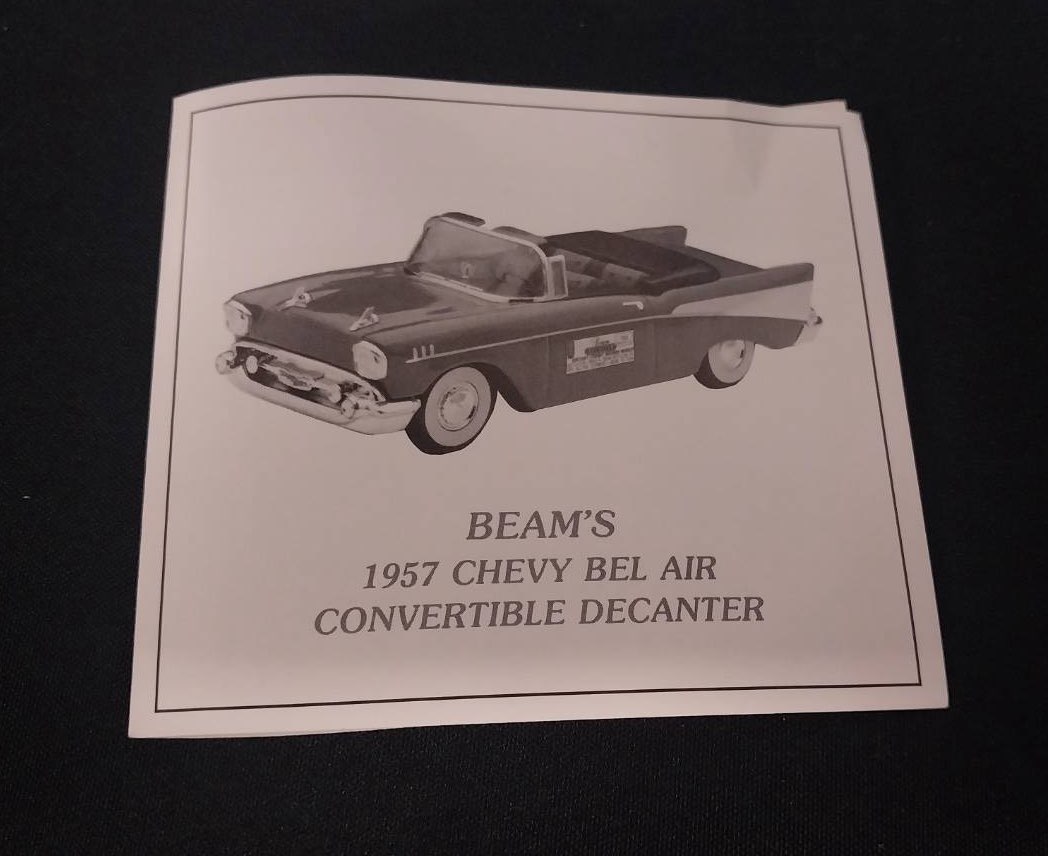 BEAM'S
1957 CHEVY BEL AIR
CONVERTIBLE DECANTER